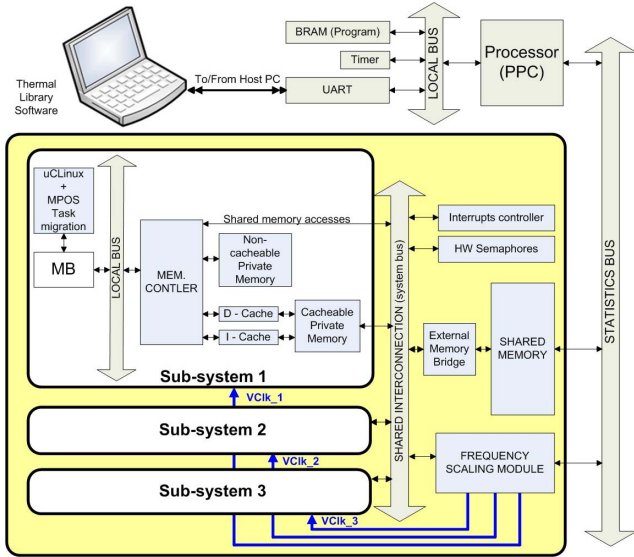 Thermal
Library
Software
To/From Host PC
BRAM (Program)
Timer
UART
LOCAL BUS
Processor
(PPC)
STATISTICS BUS
uCLinux
+
MPOS
Task
migration
MB
LOCAL BUS
MEM.
CONTLER
Shared memory accesses
Non-
cacheable
Private
Memory
D - Cache
I - Cache
Cacheable
Private
Memory
Sub-system 1
VClk_1
Sub-system 2
VClk_2
Sub-system 3
VClk_3
SHARED INTERCONNECTION (system bus)
Interrupts controller
HW Semaphores
External
Memory
Bridge
SHARED
MEMORY
FREQUENCY
SCALING MODULE